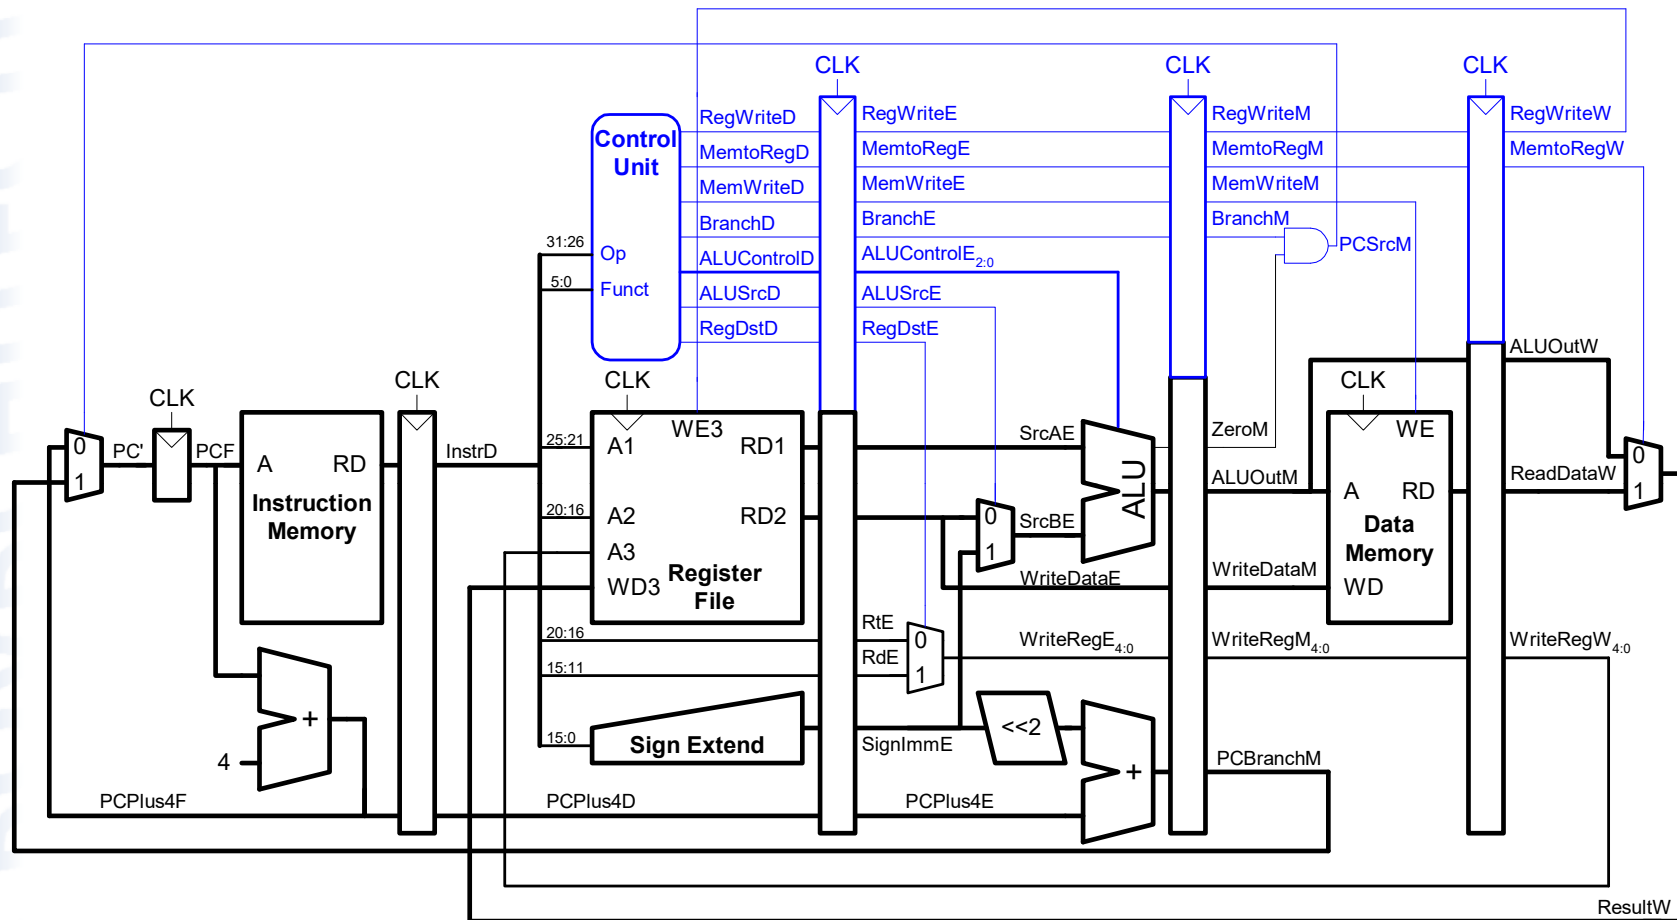 CLK
CLK
CLK
Control
Unit
RegWriteD
RegWriteE
RegWriteM
RegWriteW
MemtoRegD
MemtoRegE
MemtoRegM
MemtoRegW
MemWriteD
MemWriteE
MemWriteM
BranchD
BranchE
BranchM
PCSrcM
31:26
Op
ALUControlD
ALUControlE2:0
5:0
Funct
ALUSrcD
ALUSrcE
RegDstD
RegDstE
ALUOutW
CLK
CLK
CLK
CLK
0
1
PC'
PCF
A
RD
Instruction
Memory
InstrD
25:21
A1
WE3
RD1
20:16
A2
RD2
A3
WD3
Register
File
SrcAE
0
1
SrcBE
ALU
ZeroM
ALUOutM
WE
A
RD
Data
Memory
WD
ReadDataW
0
1
WriteDataE
WriteDataM
20:16
RtE
0
15:11
RdE
1
WriteRegE4:0
WriteRegM4:0
WriteRegW4:0
+
4
15:0
Sign Extend
SignImmE
<<2
+
PCBranchM
PCPlus4F
PCPlus4D
PCPlus4E
ResultW